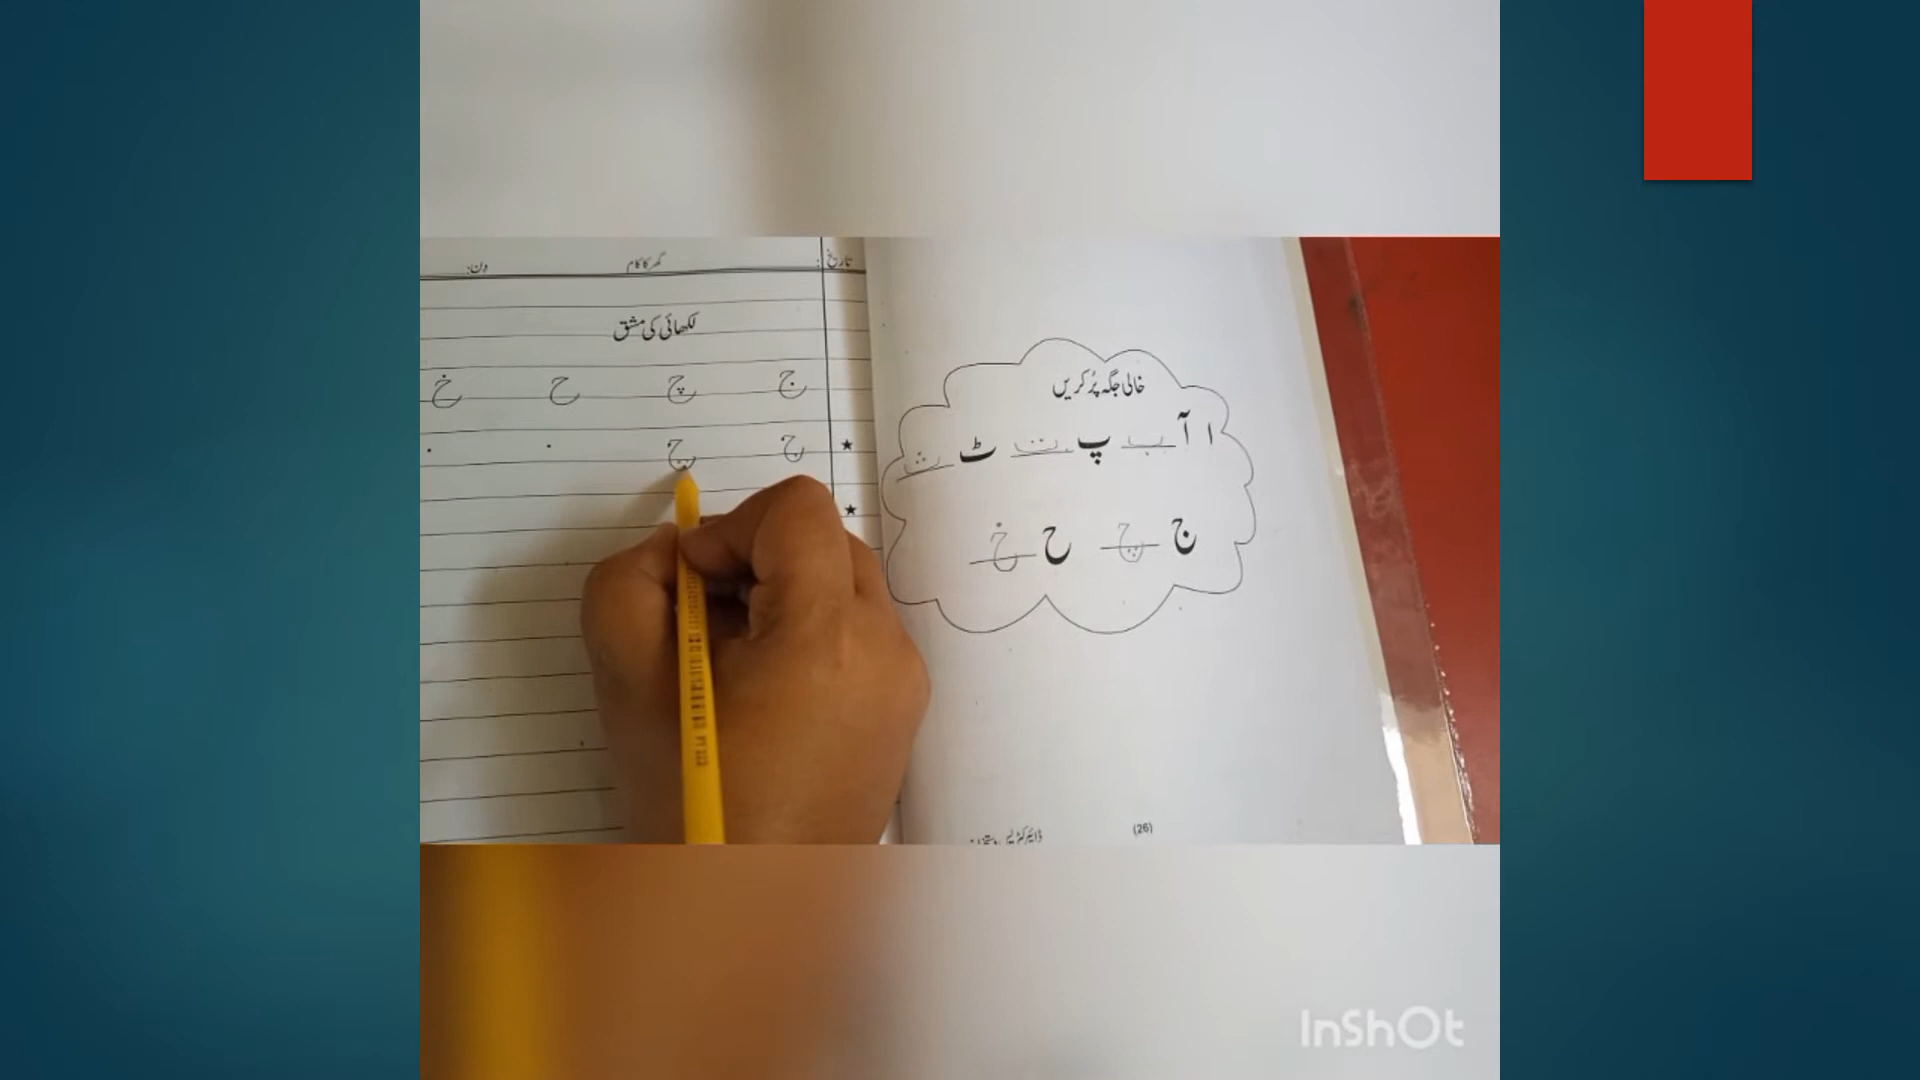 تاریخ: گھر کا کام دن:
لکھائی کی مشق
ج چ ح خ
ج چ
خالی جگہ پُر کریں
ا آ ب پ ت ٹ ث
ج چ ح خ
(26)
InShOt